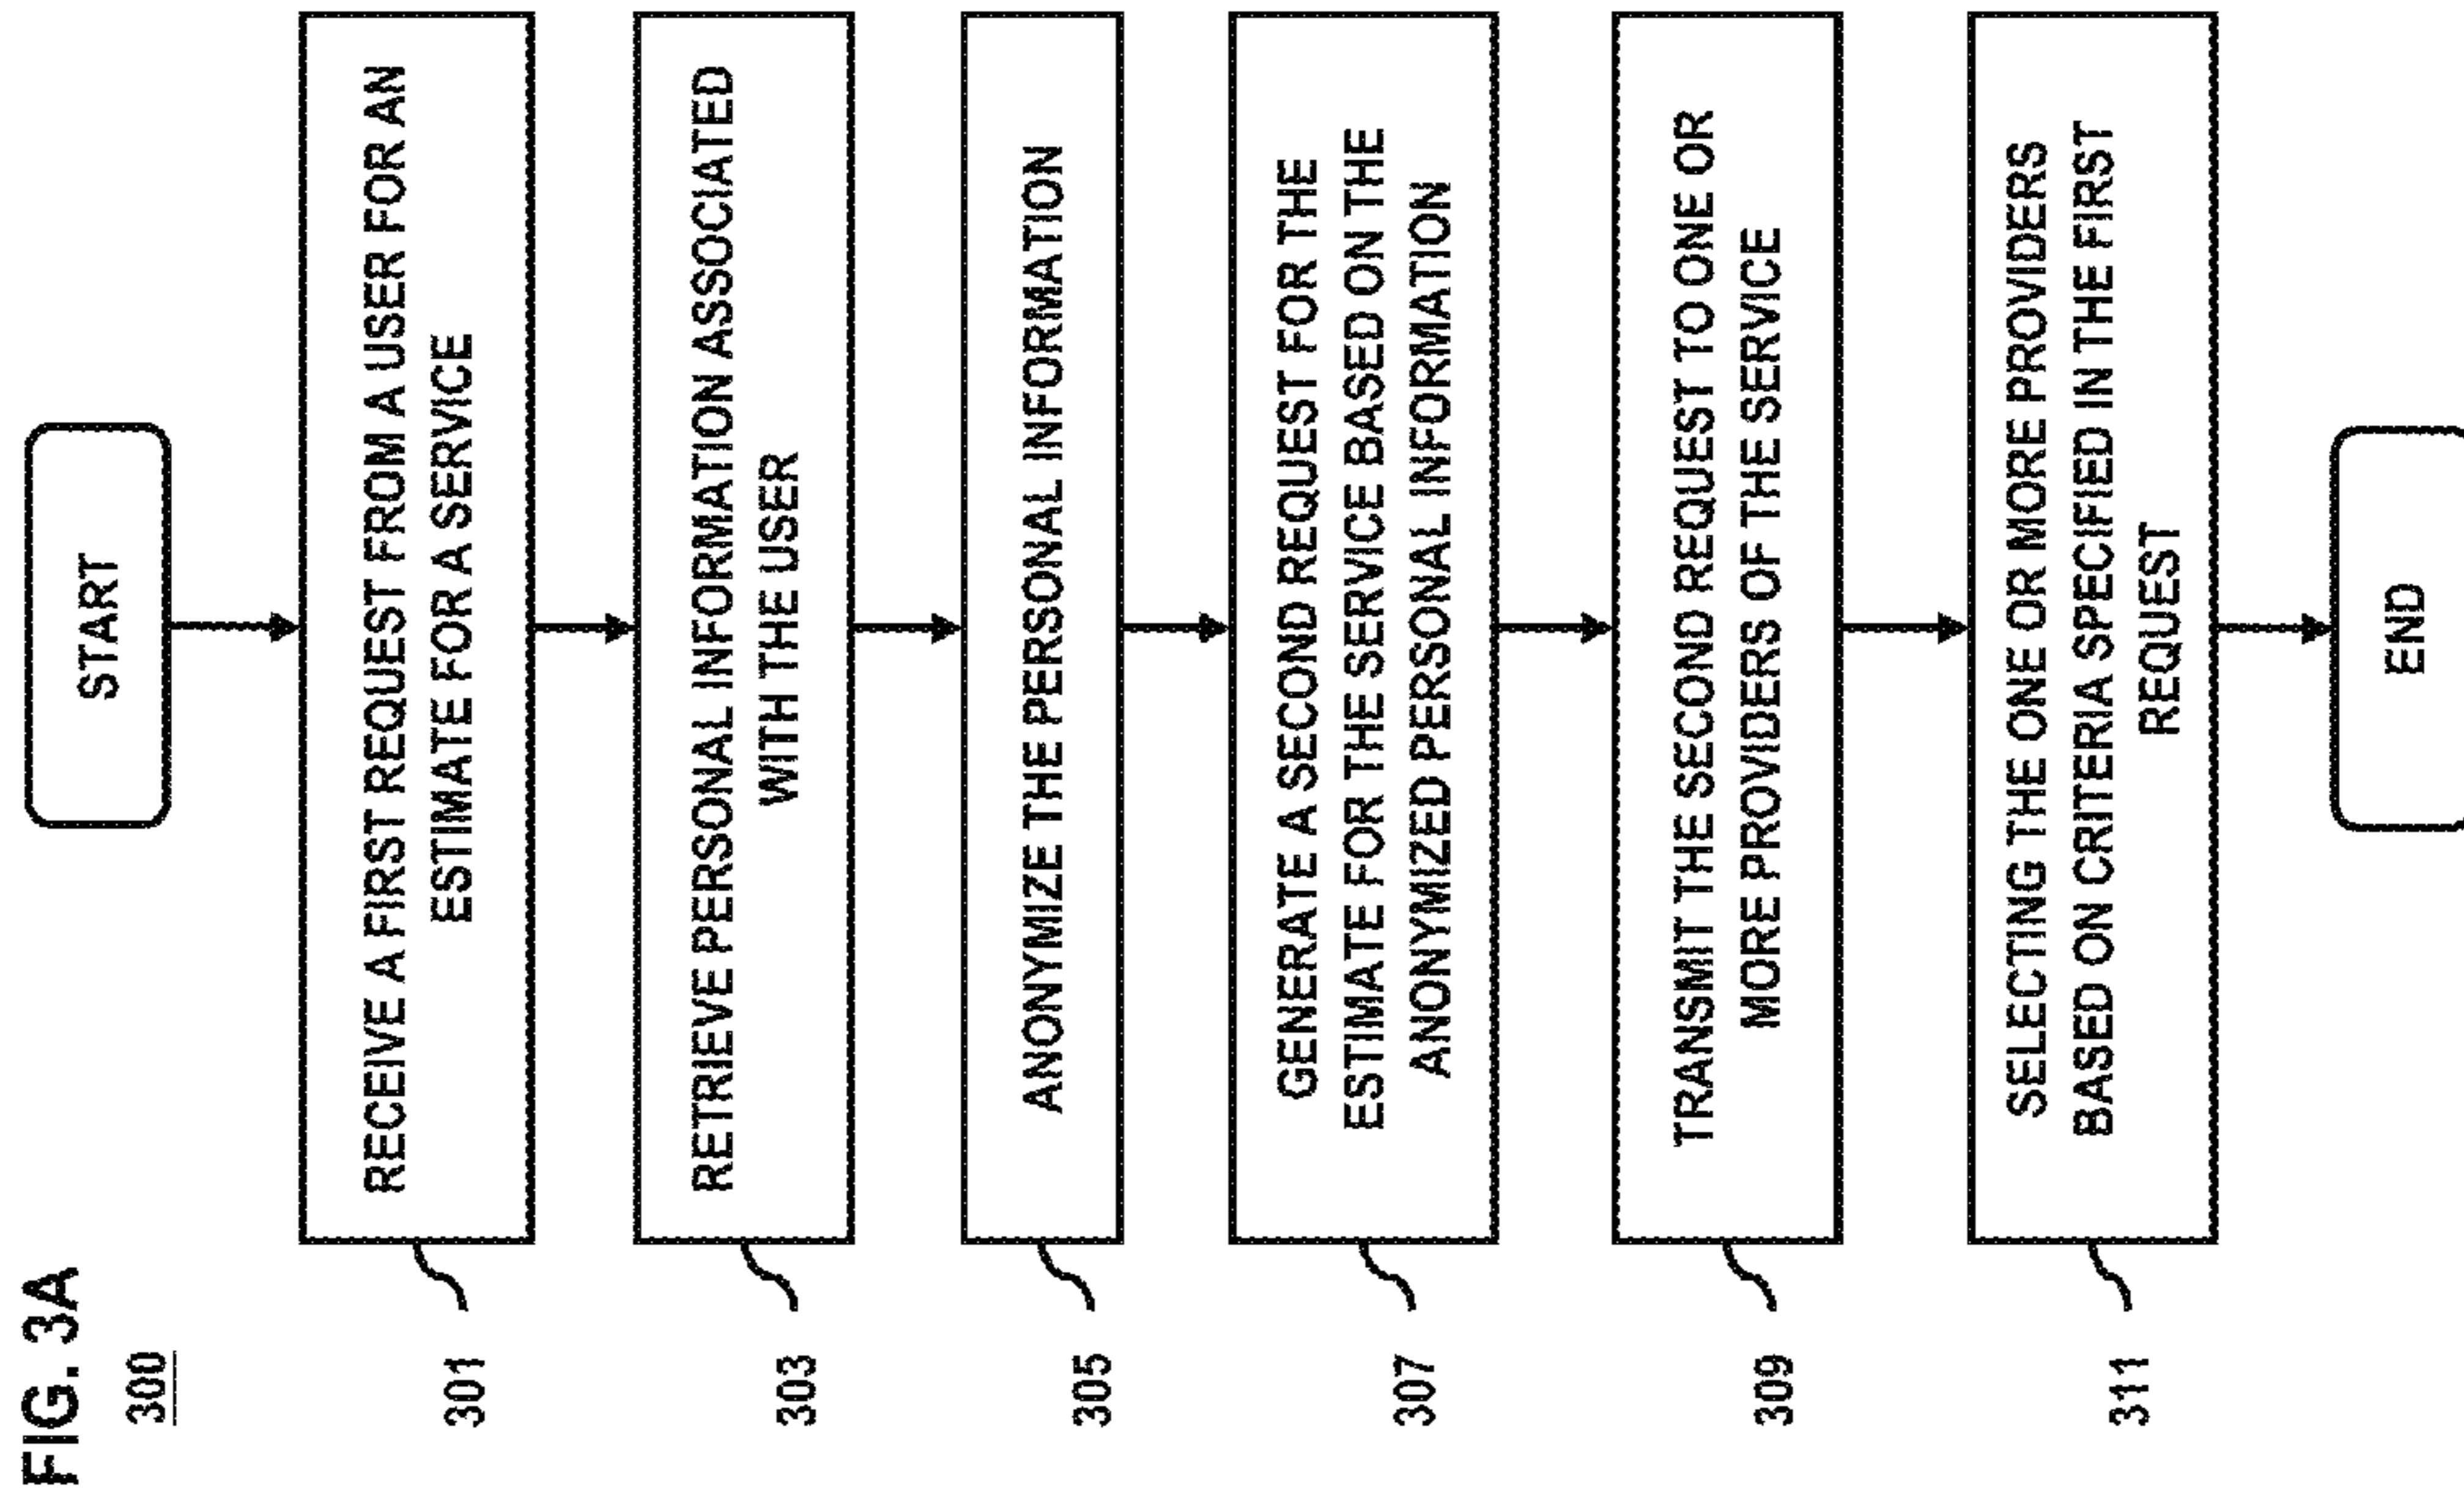 FIG. 3A
300
START
301
RECEIVE A FIRST REQUEST FROM A USER FOR AN
ESTIMATE FOR A SERVICE
303
RETRIEVE PERSONAL INFORMATION ASSOCIATED
WITH THE USER
305
ANONYMIZE THE PERSONAL INFORMATION
307
GENERATE A SECOND REQUEST FOR THE
ESTIMATE FOR THE SERVICE BASED ON THE
ANONYMIZED PERSONAL INFORMATION
309
TRANSMIT THE SECOND REQUEST TO ONE OR
MORE PROVIDERS OF THE SERVICE
311
SELECTING THE ONE OR MORE PROVIDERS
BASED ON CRITERIA SPECIFIED IN THE FIRST
REQUEST
END